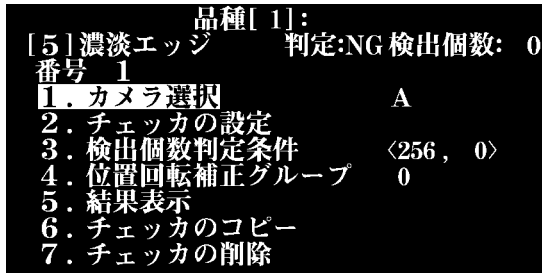 品種[ 1]:
[5]濃淡エッジ 判定:NG 検出個数: 0
番号 1
1. カメラ選択 A
2. チェッカの設定
3. 検出個数判定条件 〈256, 0〉
4. 位置回転補正グループ 0
5. 結果表示
6. チェッカのコピー
7. チェッカの削除